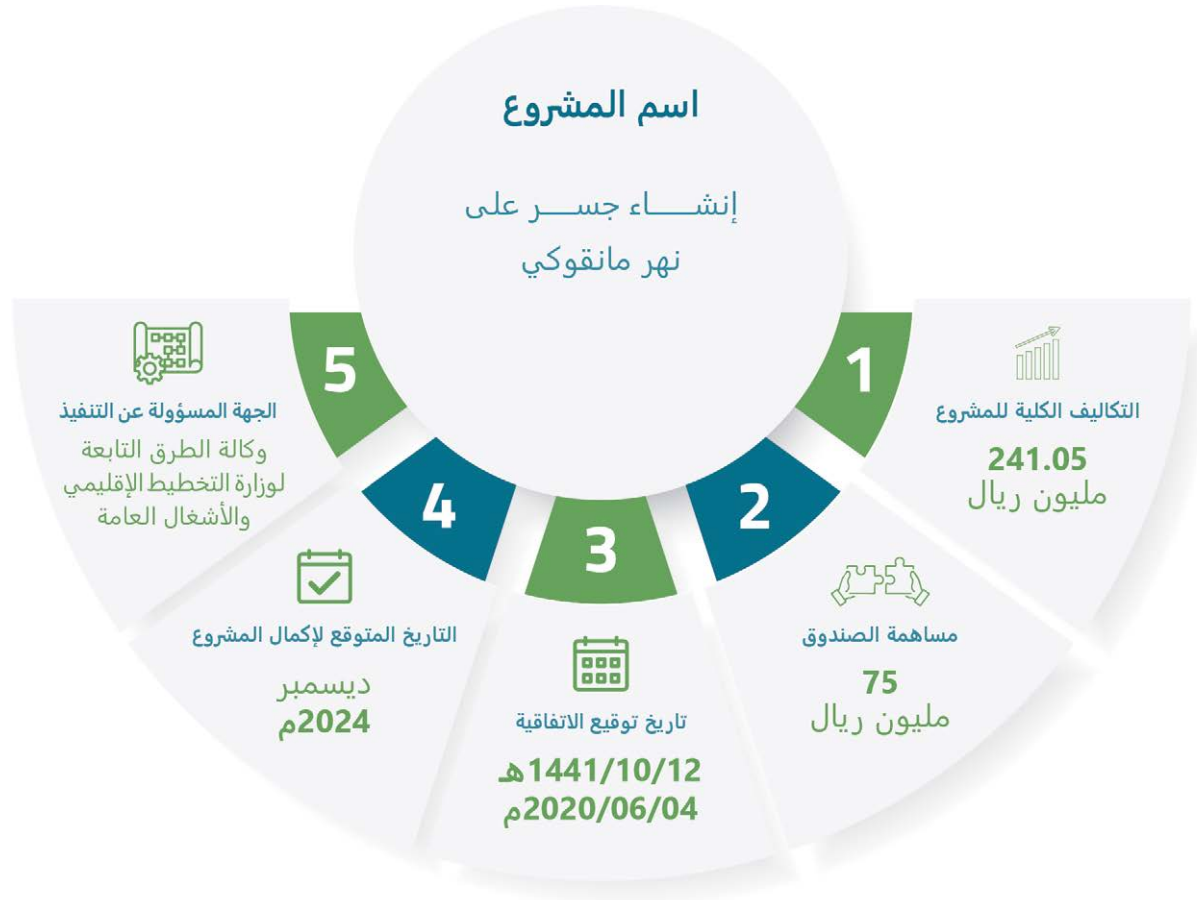 اسم المشروع
إنشاء جسر على
نهر مانقوكي
1
التكاليف الكلية للمشروع
241.05
مليون ريال
2
مساهمة الصندوق
75
مليون ريال
3
تاريخ توقيع الاتفاقية
1441/10/12هـ
2020/06/04م
4
التاريخ المتوقع لإكمال المشروع
ديسمبر
2024م
5
الجهة المسؤولة عن التنفيذ
وكالة الطرق التابعة
لوزارة التخطيط الإقليمي
والأشغال العامة